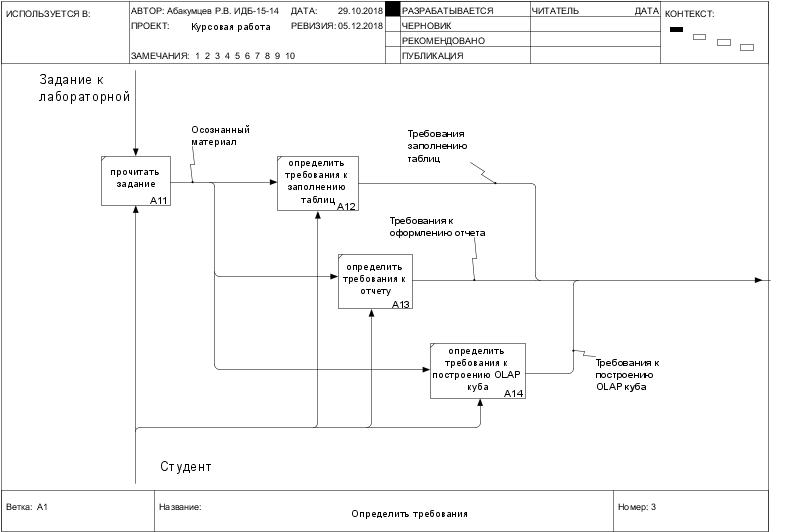 ИСПОЛЬЗУЕТСЯ В:
АВТОР: Абакумцев Р.В. ИДБ-15-14 ДАТА: 29.10.2018
ПРОЕКТ: Курсовая работа РЕВИЗИЯ: 05.12.2018
ЗАМЕЧАНИЯ: 1 2 3 4 5 6 7 8 9 10
РАЗРАБАТЫВАЕТСЯ
ЧЕРНОВИК
РЕКОМЕНДОВАНО
ПУБЛИКАЦИЯ
ЧИТАТЕЛЬ ДАТА
КОНТЕКСТ:
Задание к
лабораторной
Осознанный
материал
Требования
заполнению
таблиц
прочитать
задание
A11
определить
требования к
заполнению
таблиц
A12
Требования к
оформлению отчета
определить
требования к
отчету
A13
определить
требования к
построению OLAP
куба
A14
Требования к
построению
OLAP куба
Студент
Ветка: A1
Название:
Определить требования
Номер: 3